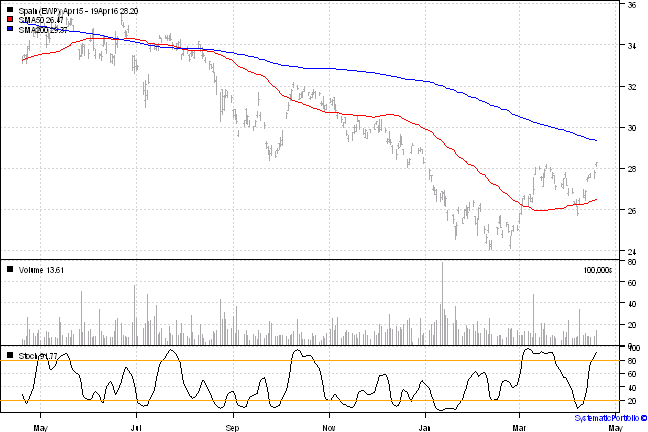 Spain (EWP) Apr15 - 19Apr16 28.29
SMA50 26.47
SMA200 29.37
36
34
32
30
28
26
24
Volume 13.61
100,000s
80
60
40
20
0
Stoch 91.77
100
80
60
40
20
May
Jul
Sep
Nov
Jan
Mar
May
SystematicPortfolio ©